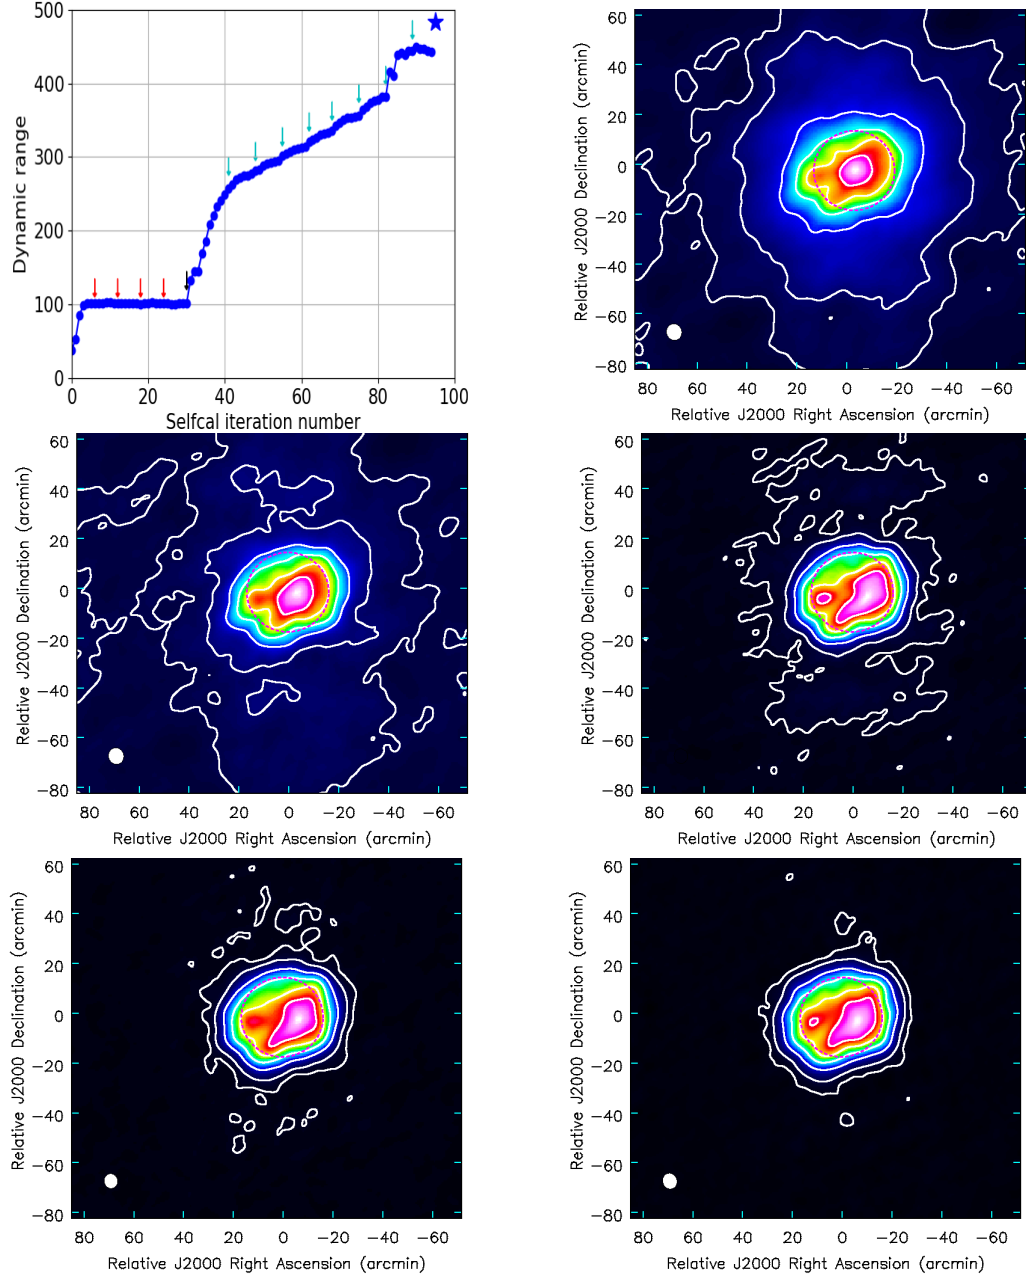 500
400
300
200
100
0
Dynamic range
0 20 40 60 80 100
Selfcal iteration number
60
40
20
0
−20
−40
−60
−80
Relative J2000 Declination (arcmin)
80 60 40 20 0 −20 −40 −60
Relative J2000 Right Ascension (arcmin)
60
40
20
0
−20
−40
−60
−80
Relative J2000 Declination (arcmin)
80 60 40 20 0 −20 −40 −60
Relative J2000 Right Ascension (arcmin)
60
40
20
0
−20
−40
−60
−80
Relative J2000 Declination (arcmin)
80 60 40 20 0 −20 −40 −60
Relative J2000 Right Ascension (arcmin)
60
40
20
0
−20
−40
−60
−80
Relative J2000 Declination (arcmin)
80 60 40 20 0 −20 −40 −60
Relative J2000 Right Ascension (arcmin)
60
40
20
0
−20
−40
−60
−80
Relative J2000 Declination (arcmin)
80 60 40 20 0 −20 −40 −60
Relative J2000 Right Ascension (arcmin)